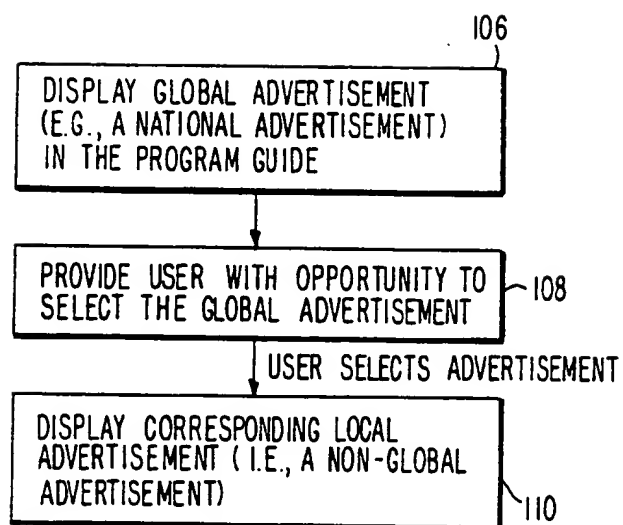 106
DISPLAY GLOBAL ADVERTISEMENT
(E.G., A NATIONAL ADVERTISEMENT)
IN THE PROGRAM GUIDE
PROVIDE USER WITH OPPORTUNITY TO
SELECT THE GLOBAL ADVERTISEMENT
108
USER SELECTS ADVERTISEMENT
DISPLAY CORRESPONDING LOCAL
ADVERTISEMENT (I.E., A NON-GLOBAL
ADVERTISEMENT)
110